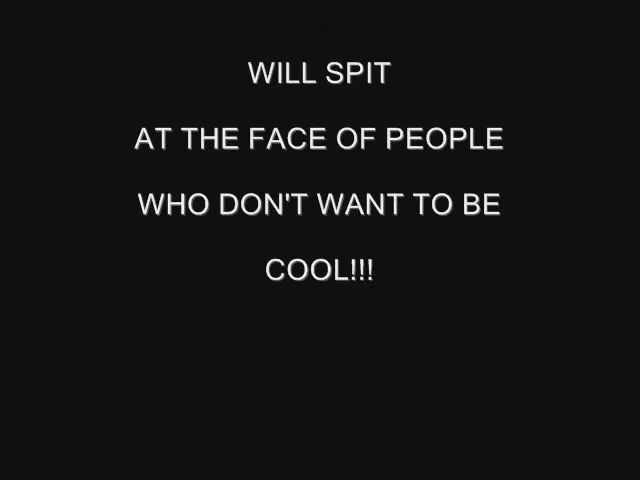 WILL SPIT
AT THE FACE OF PEOPLE
WHO DON'T WANT TO BE
COOL!!!